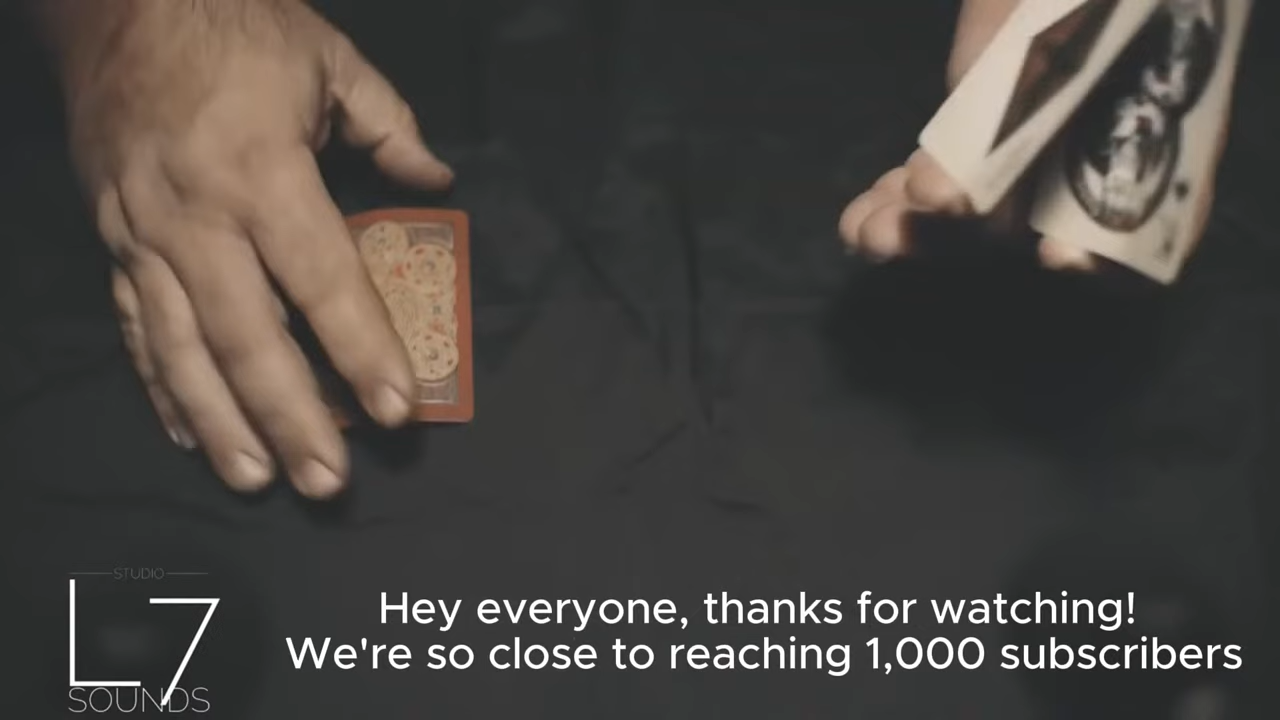 STUDIO
L7
SOUNDS
Hey everyone, thanks for watching!
We're so close to reaching 1,000 subscribers